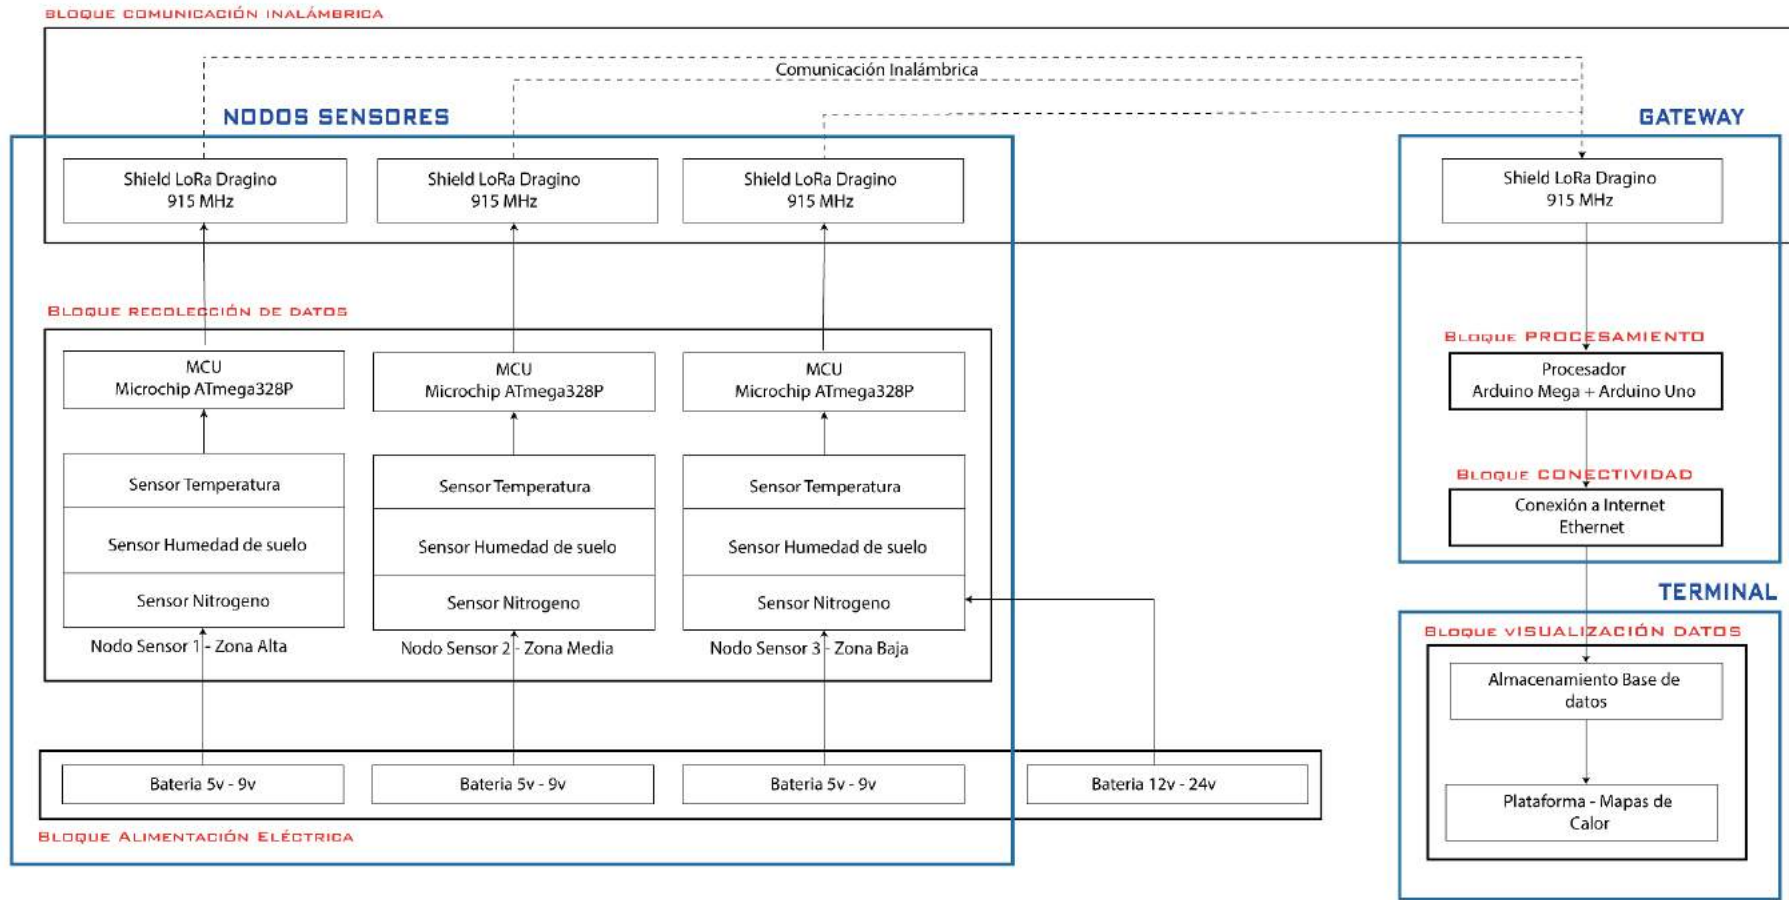 BLOQUE COMUNICACIÓN INALÁMBRICA
Comunicación Inalámbrica
NODOS SENSORES
GATEWAY
Shield LoRa Dragino
915 MHz
Shield LoRa Dragino
915 MHz
Shield LoRa Dragino
915 MHz
Shield LoRa Dragino
915 MHz
BLOQUE RECOLECCIÓN DE DATOS
MCU
Microchip ATmega328P
MCU
Microchip ATmega328P
MCU
Microchip ATmega328P
BLOQUE PROCESAMIENTO
Procesador
Arduino Mega + Arduino Uno
Sensor Temperatura
Sensor Humedad de suelo
Sensor Nitrogeno
Nodo Sensor 1 - Zona Alta
Sensor Temperatura
Sensor Humedad de suelo
Sensor Nitrogeno
Nodo Sensor 2 - Zona Media
Sensor Temperatura
Sensor Humedad de suelo
Sensor Nitrogeno
Nodo Sensor 3 - Zona Baja
BLOQUE CONECTIVIDAD
Conexión a Internet
Ethernet
TERMINAL
BLOQUE VISUALIZACIÓN DATOS
Almacenamiento Base de
datos
Plataforma - Mapas de
Calor
Bateria 5v - 9v
Bateria 5v - 9v
Bateria 5v - 9v
Bateria 12v - 24v
BLOQUE ALIMENTACIÓN ELÉCTRICA